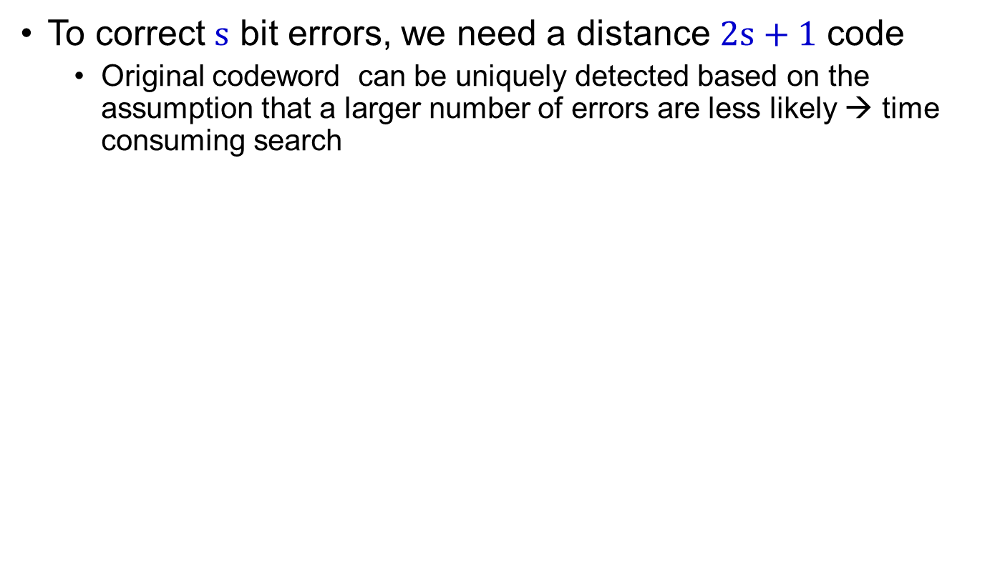 • To correct s bit errors, we need a distance 2s + 1 code
• Original codeword can be uniquely detected based on the
assumption that a larger number of errors are less likely → time
consuming search